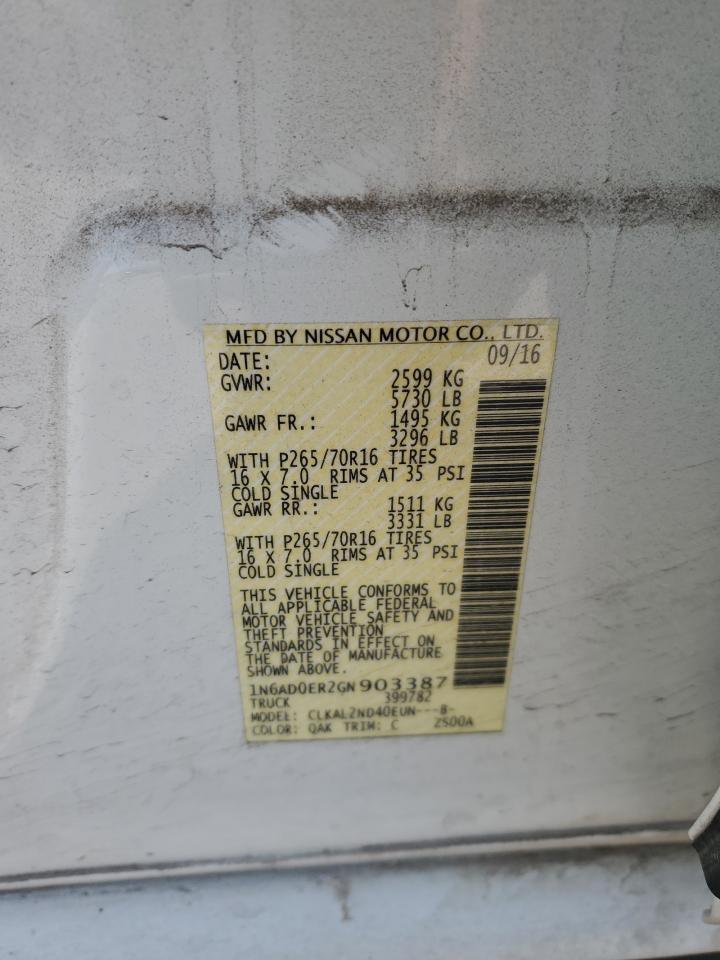 MFD BY NISSAN MOTOR CO., LTD.
DATE: 09/16
GVWR: 2599 KG
5730 LB
GAWR FR.: 1495 KG
3296 LB
WITH P265/70R16 TIRES
16 X 7.0 RIMS AT 35 PSI
COLD SINGLE
GAWR RR.: 1511 KG
3331 LB
WITH P265/70R16 TIRES
16 X 7.0 RIMS AT 35 PSI
COLD SINGLE
THIS VEHICLE CONFORMS TO
ALL APPLICABLE FEDERAL
MOTOR VEHICLE SAFETY AND
THEFT PREVENTION
STANDARDS IN EFFECT ON
THE DATE OF MANUFACTURE
SHOWN ABOVE.
1N6AD0ER2GN903387
TRUCK 399782
MODEL: CLKAL2ND40EUN---B-
COLOR: QAK TRIM: C 2S00A